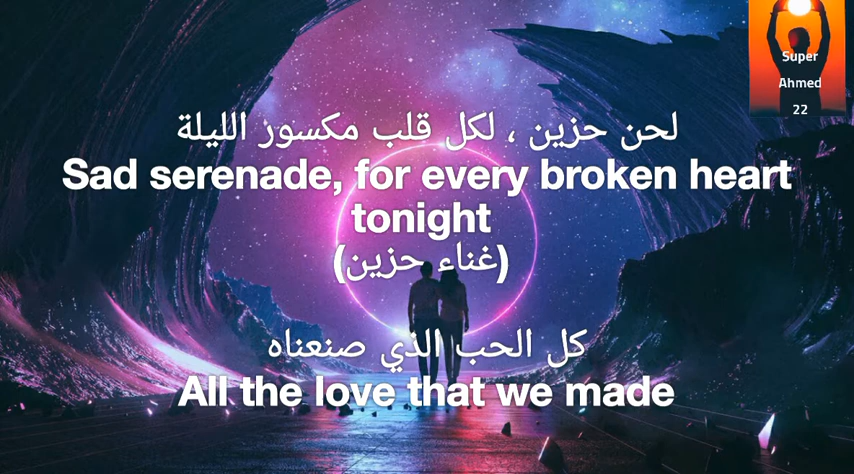 Super
Ahmed
22
لحن حزين ، لكل قلب مكسور الليلة
Sad serenade, for every broken heart
tonight
(غناء حزين)
كل الحب الذي صنعناه
All the love that we made